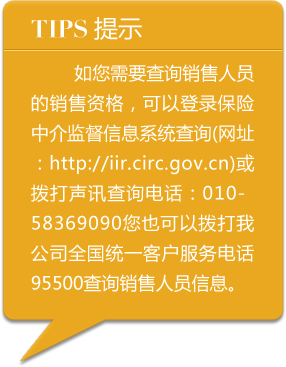 TIPS 提示
如您需要查询销售人员
的销售资格，可以登录保险
中介监督信息系统查询(网址
：http://iir.circ.gov.cn)或
拨打声讯查询电话：010-
58369090您也可以拨打我
公司全国统一客户服务电话
95500查询销售人员信息。